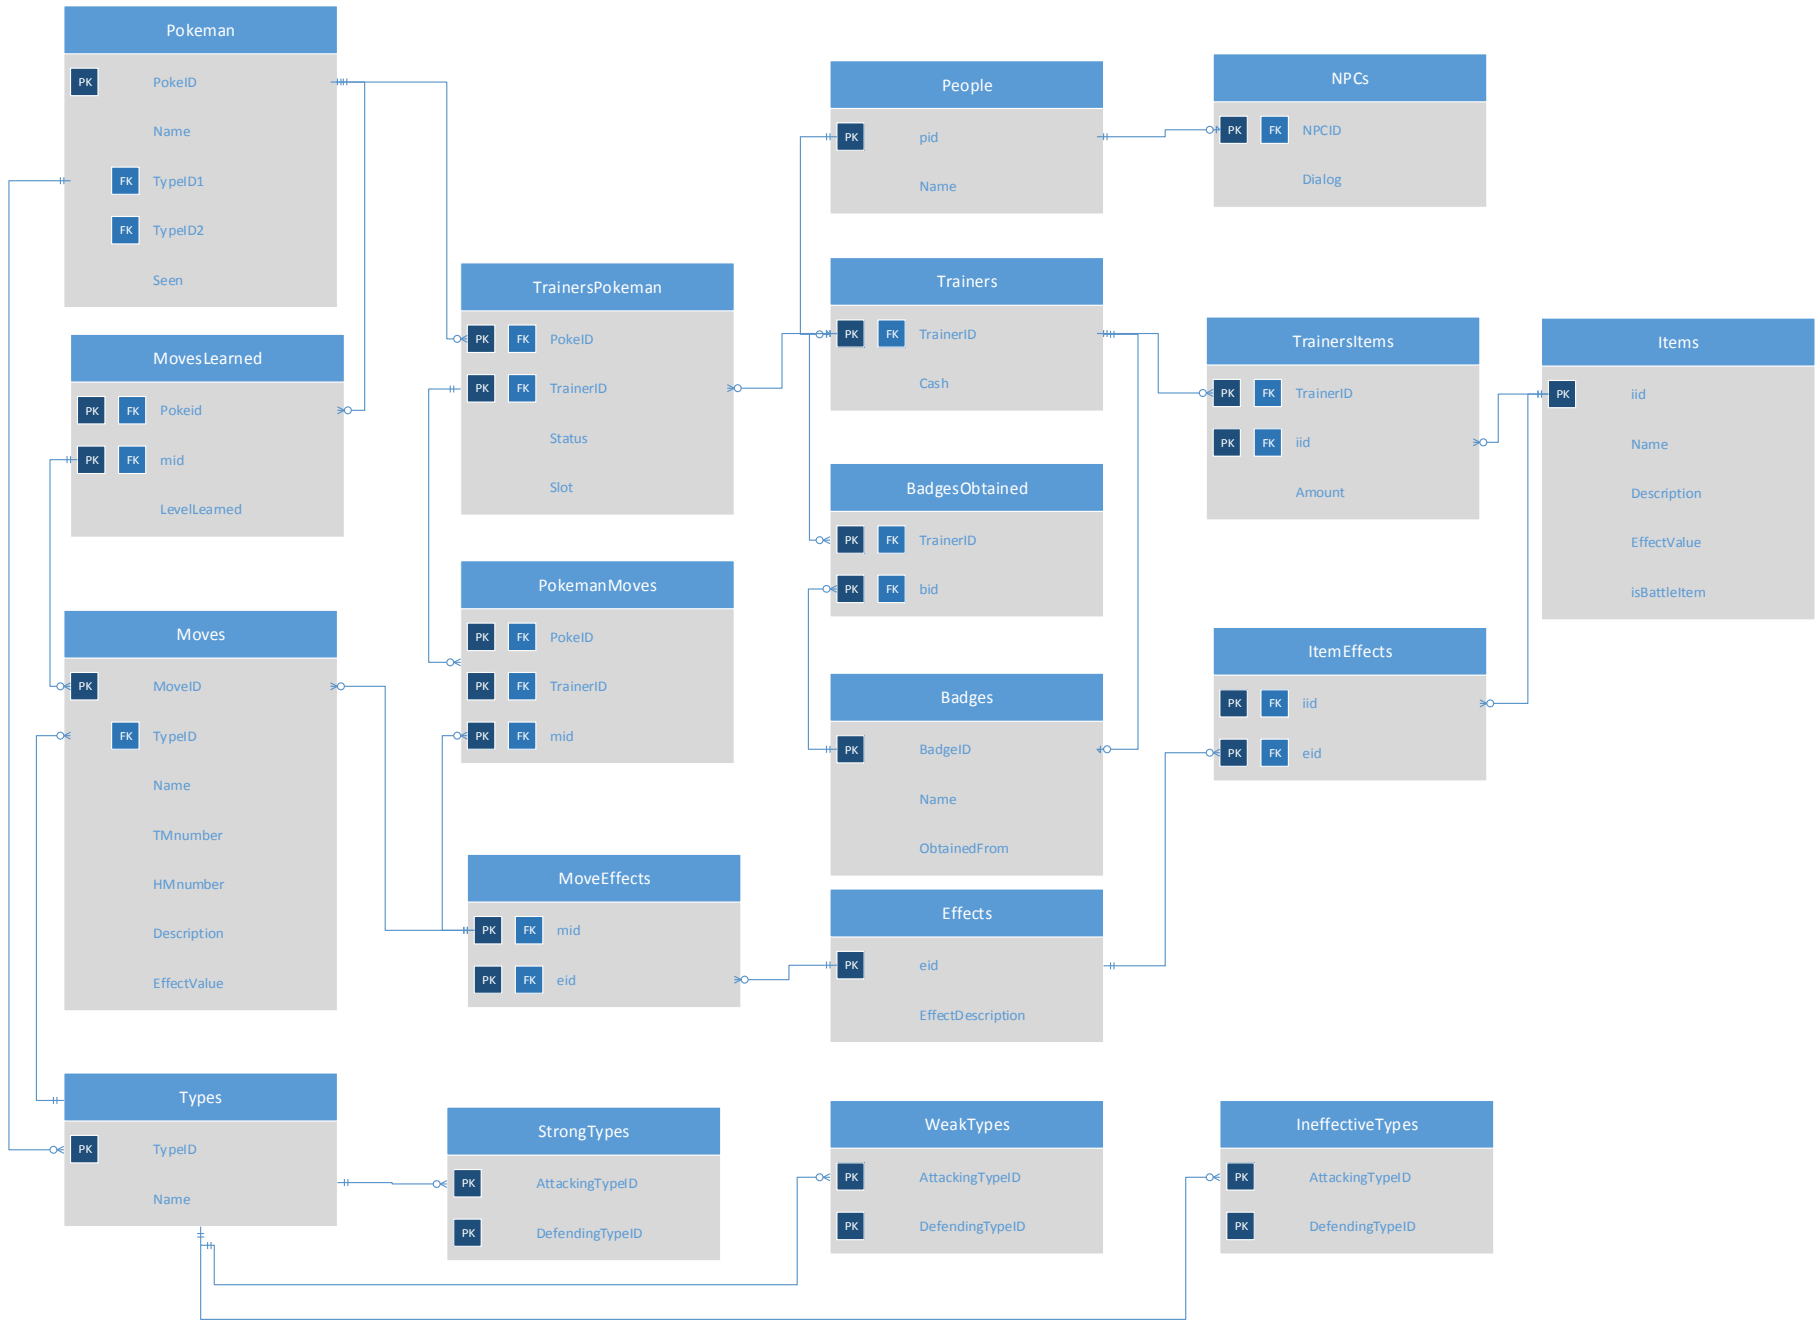 Pokeman
PK PokeID
Name
FK TypeID1
FK TypeID2
Seen
MovesLearned
PK FK Pokeid
PK FK mid
LevelLearned
Moves
PK MoveID
FK TypeID
Name
TMnumber
HMnumber
Description
EffectValue
Types
PK TypeID
Name
TrainersPokeman
PK FK PokeID
PK FK TrainerID
Status
Slot
PokemanMoves
PK FK PokeID
PK FK TrainerID
PK FK mid
MoveEffects
PK FK mid
PK FK eid
StrongTypes
PK AttackingTypeID
PK DefendingTypeID
People
PK pid
Name
Trainers
PK FK TrainerID
Cash
BadgesObtained
PK FK TrainerID
PK FK bid
Badges
PK BadgeID
Name
ObtainedFrom
Effects
PK eid
EffectDescription
WeakTypes
PK AttackingTypeID
PK DefendingTypeID
NPCs
PK FK NPCID
Dialog
TrainersItems
PK FK TrainerID
PK FK iid
Amount
ItemEffects
PK FK iid
PK FK eid
IneffectiveTypes
PK AttackingTypeID
PK DefendingTypeID
Items
PK iid
Name
Description
EffectValue
isBattleItem